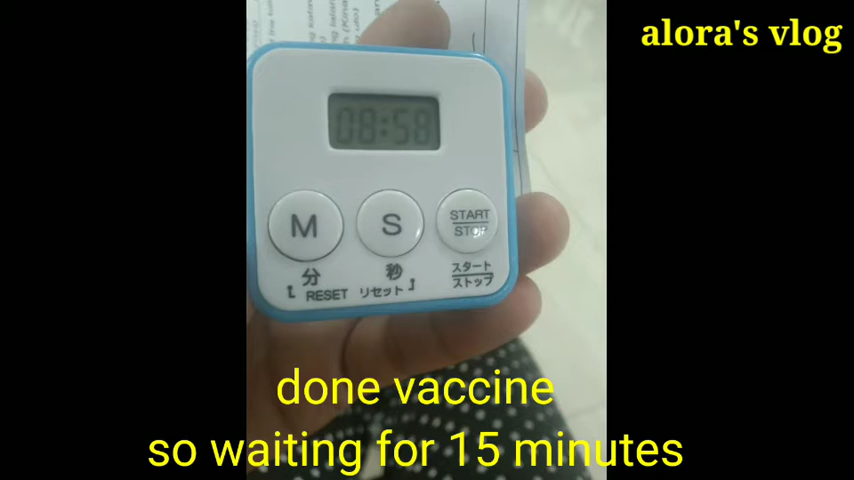 alora's vlog
08:58
M
S
START
STOP
分
秒
スタート
ストップ
RESET リセット
done vaccine
so waiting for 15 minutes